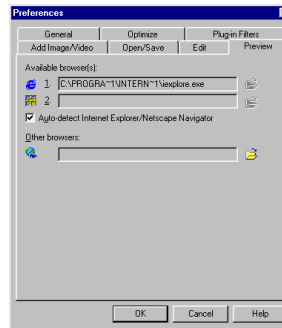 Preferences
General Optimize Plug-in Filters
Add Image/Video Open/Save Edit Preview
Available browser(s):
1. C:\PROGRA~1\INTERN~1\iexplore.exe
2.
Auto-detect Internet Explorer/Netscape Navigator
Other browsers:
OK Cancel Help